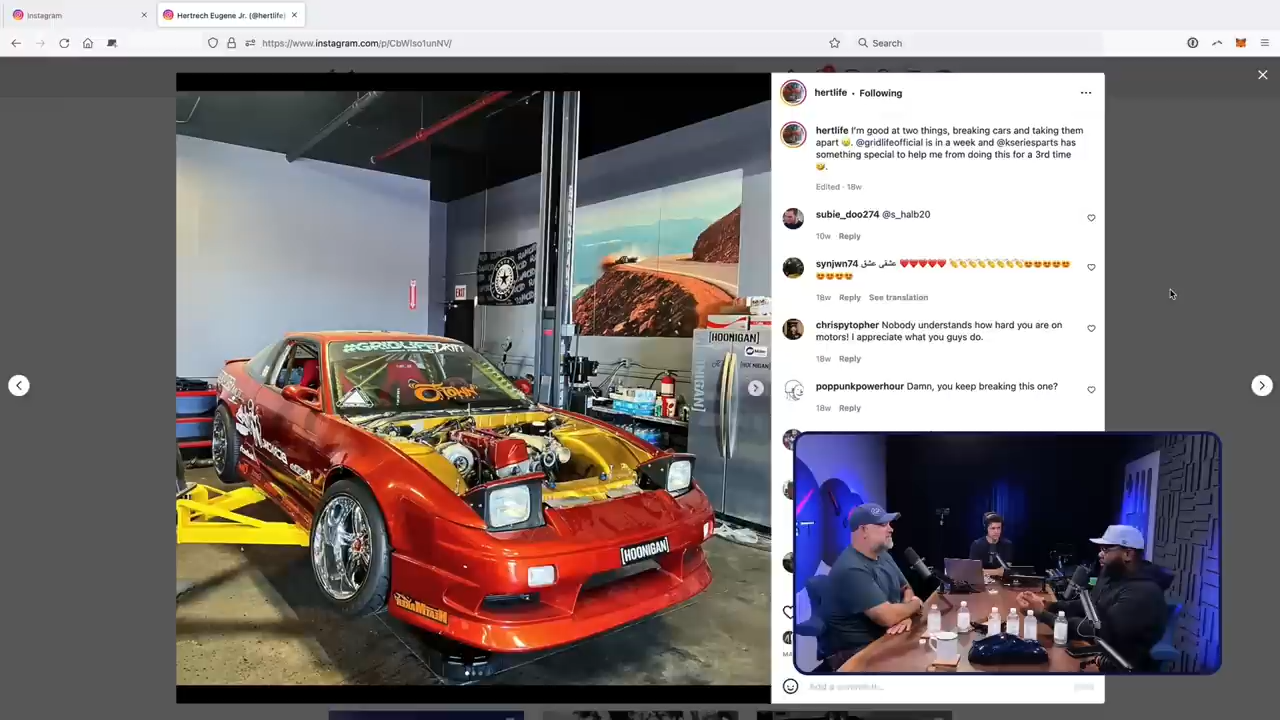 Instagram
Hertrech Eugene Jr. (@hertlife)
https://www.instagram.com/p/CbWIso1unNV/
Search
hertlife • Following
hertlife I'm good at two things, breaking cars and taking them
apart 🤢. @gridlifeofficial is in a week and @kseriesparts has
something special to help me from doing this for a 3rd time
🤣.
Edited · 18w
subie_doo274 @s_halb20
10w Reply
synjwn74 عشقی عشق ❤️❤️❤️❤️❤️👏👏👏👏👏👏👏👏😍😍😍😍😍
😍😍😍😍
18w Reply See translation
chrispytopher Nobody understands how hard you are on
motors! I appreciate what you guys do.
18w Reply
poppunkpowerhour Damn, you keep breaking this one?
18w Reply
Add a comment...
EXIT
[HOONIGAN]
[HOONIGAN]